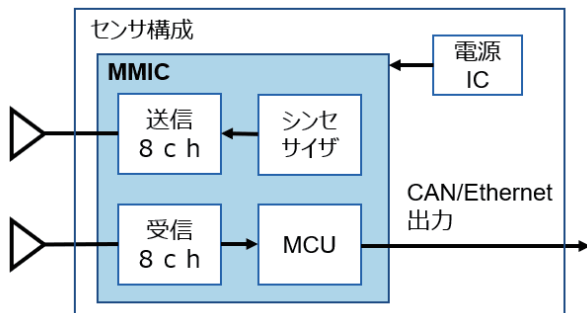 センサ構成
MMIC
電源
IC
送信
８ｃｈ
シンセ
サイザ
CAN/Ethernet
出力
受信
８ｃｈ
MCU